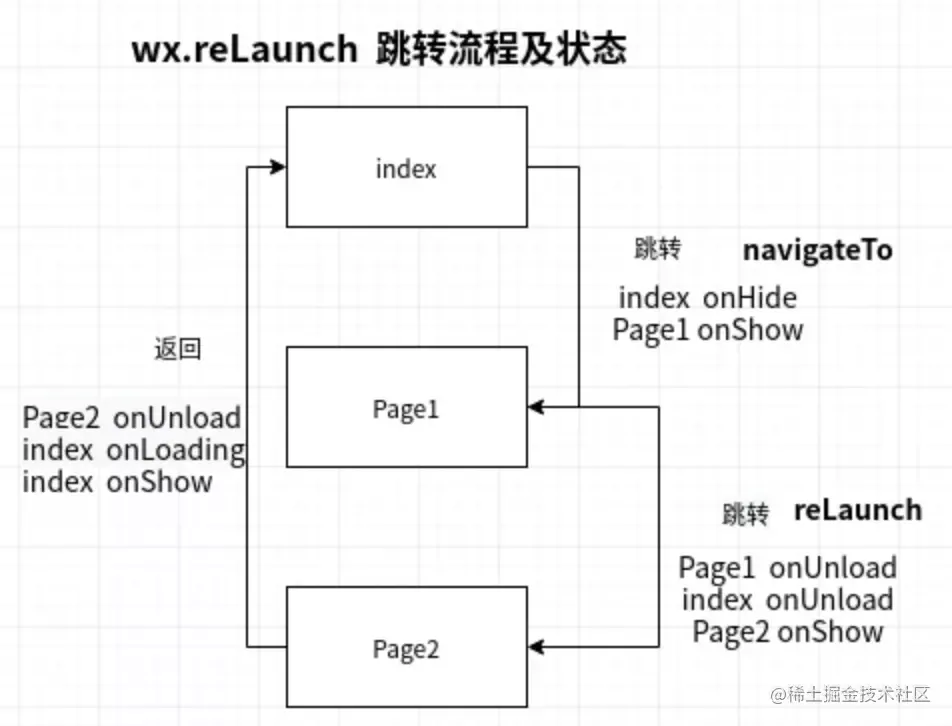 wx.reLaunch 跳转流程及状态
index
跳转 navigateTo
index onHide
Page1 onShow
返回
Page2 onUnload
index onLoading
index onShow
Page1
跳转 reLaunch
Page1 onUnload
index onUnload
Page2 onShow
Page2
@稀土掘金技术社区